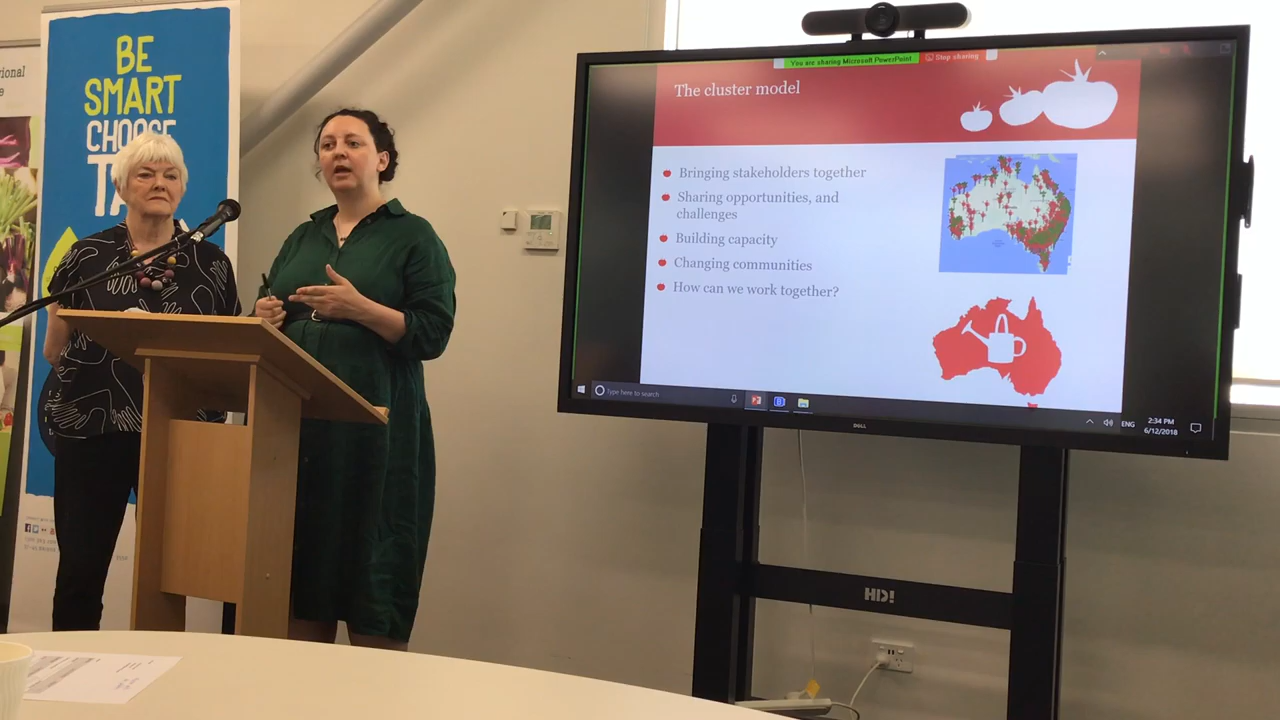 BE
SMART
CHOOSE
You are sharing Microsoft PowerPoint
Stop sharing
The cluster model
Bringing stakeholders together
Sharing opportunities, and
challenges
Building capacity
Changing communities
How can we work together?
Type here to search
ENG
2:34 PM
6/12/2018
DELL
HD!